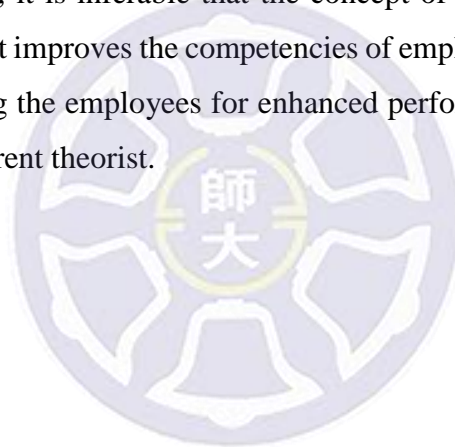 it is inferable that the concept of
t improves the competencies of empl
g the employees for enhanced perfo
rent theorist.
師
大